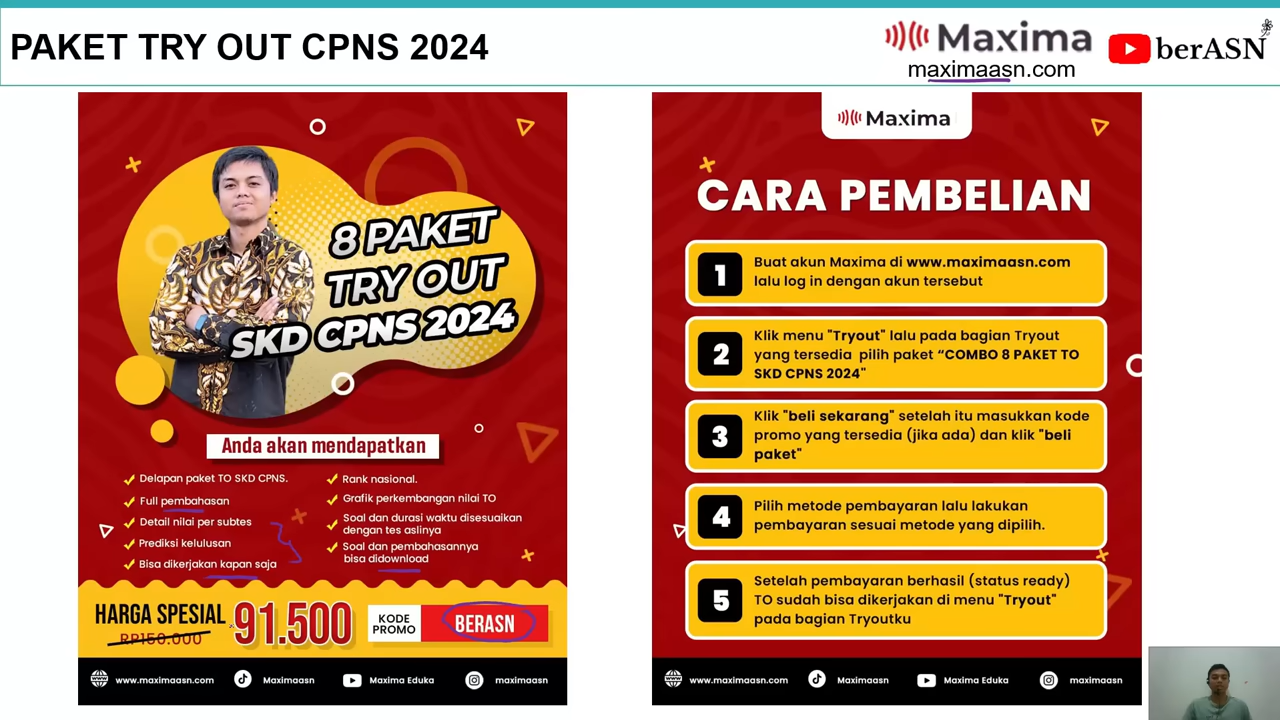 PAKET TRY OUT CPNS 2024
Maxima
maximaasn.com
berASN
8 PAKET
TRY OUT
SKD CPNS 2024
Anda akan mendapatkan
Delapan paket TO SKD CPNS.
Full pembahasan
Detail nilai per subtes
Prediksi kelulusan
Bisa dikerjakan kapan saja
Rank nasional.
Grafik perkembangan nilai TO
Soal dan durasi waktu disesuaikan
dengan tes aslinya
Soal dan pembahasannya
bisa didownload
HARGA SPESIAL
RP150.000
91.500
KODE
PROMO
BERASN
www.maximaasn.com
Maximaasn
Maxima Eduka
maximaasn
Maxima
CARA PEMBELIAN
1
Buat akun Maxima di www.maximaasn.com
lalu log in dengan akun tersebut
2
Klik menu "Tryout" lalu pada bagian Tryout
yang tersedia pilih paket “COMBO 8 PAKET TO
SKD CPNS 2024"
3
Klik "beli sekarang" setelah itu masukkan kode
promo yang tersedia (jika ada) dan klik "beli
paket"
4
Pilih metode pembayaran lalu lakukan
pembayaran sesuai metode yang dipilih.
5
Setelah pembayaran berhasil (status ready)
TO sudah bisa dikerjakan di menu "Tryout"
pada bagian Tryoutku
www.maximaasn.com
Maximaasn
Maxima Eduka
maximaasn